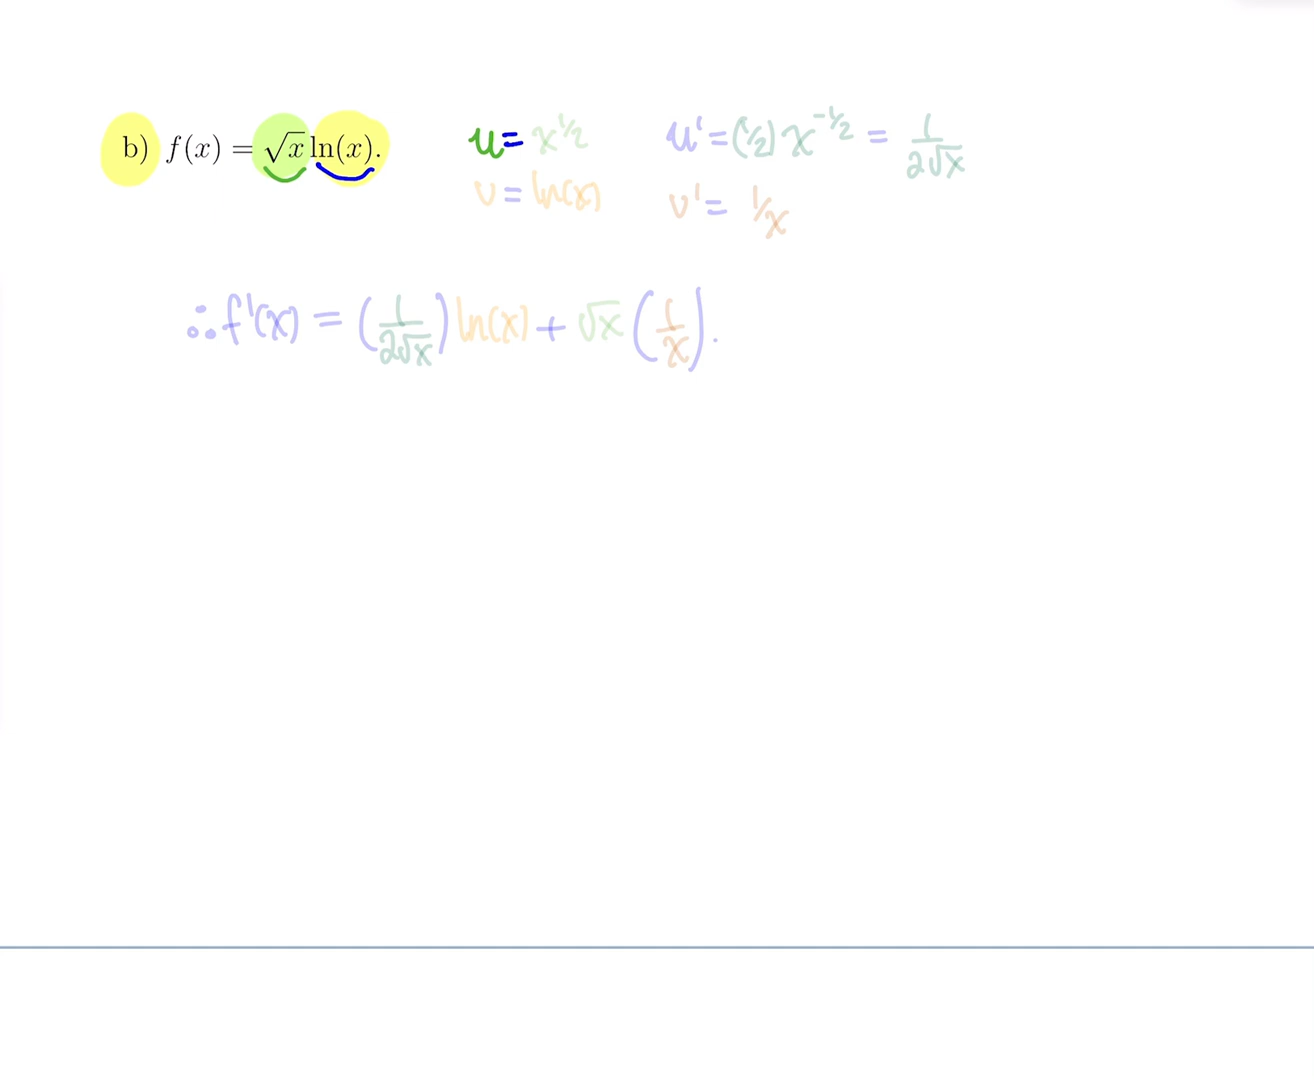 b) f(x) = √x ln(x). u = x^1/2 u' = (1/2) x^-1/2 = 1/(2√x)
v = ln(x) v' = 1/x
∴ f'(x) = (1/(2√x)) ln(x) + √x (1/x).